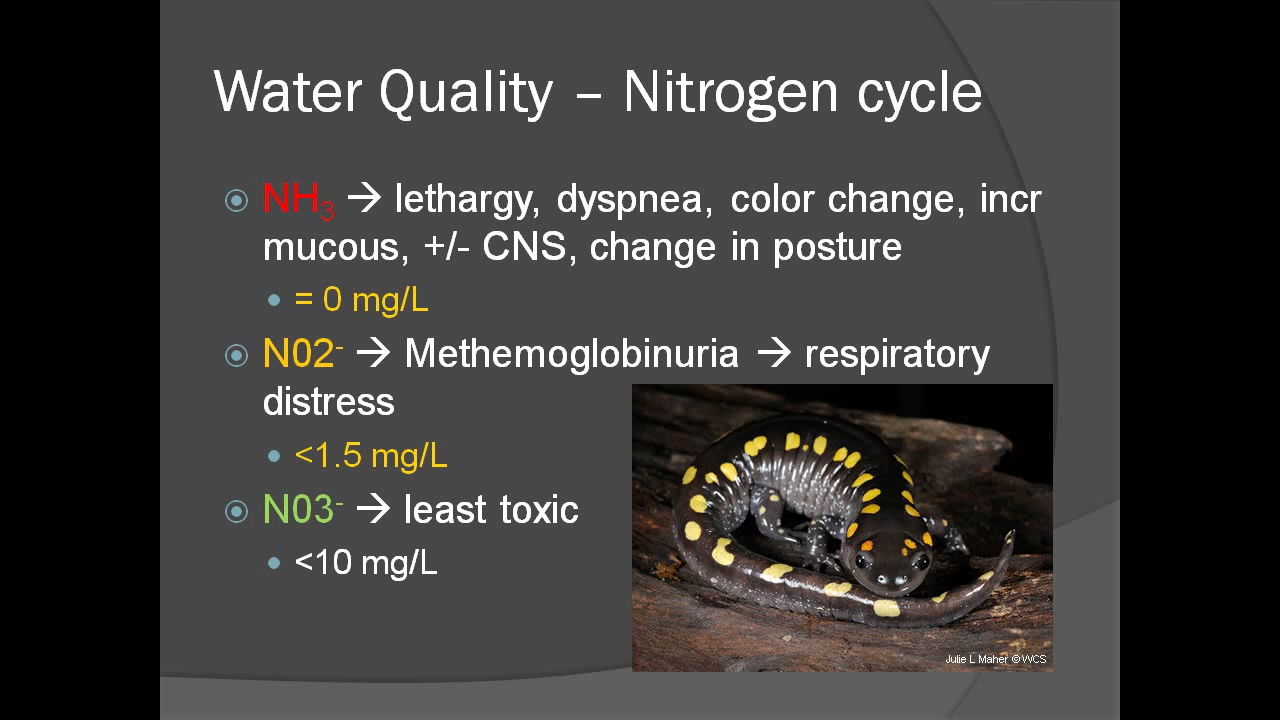 Water Quality – Nitrogen cycle
NH3 → lethargy, dyspnea, color change, incr
mucous, +/- CNS, change in posture
= 0 mg/L
N02- → Methemoglobinuria → respiratory
distress
<1.5 mg/L
N03- → least toxic
<10 mg/L
Julie L Maher © WCS